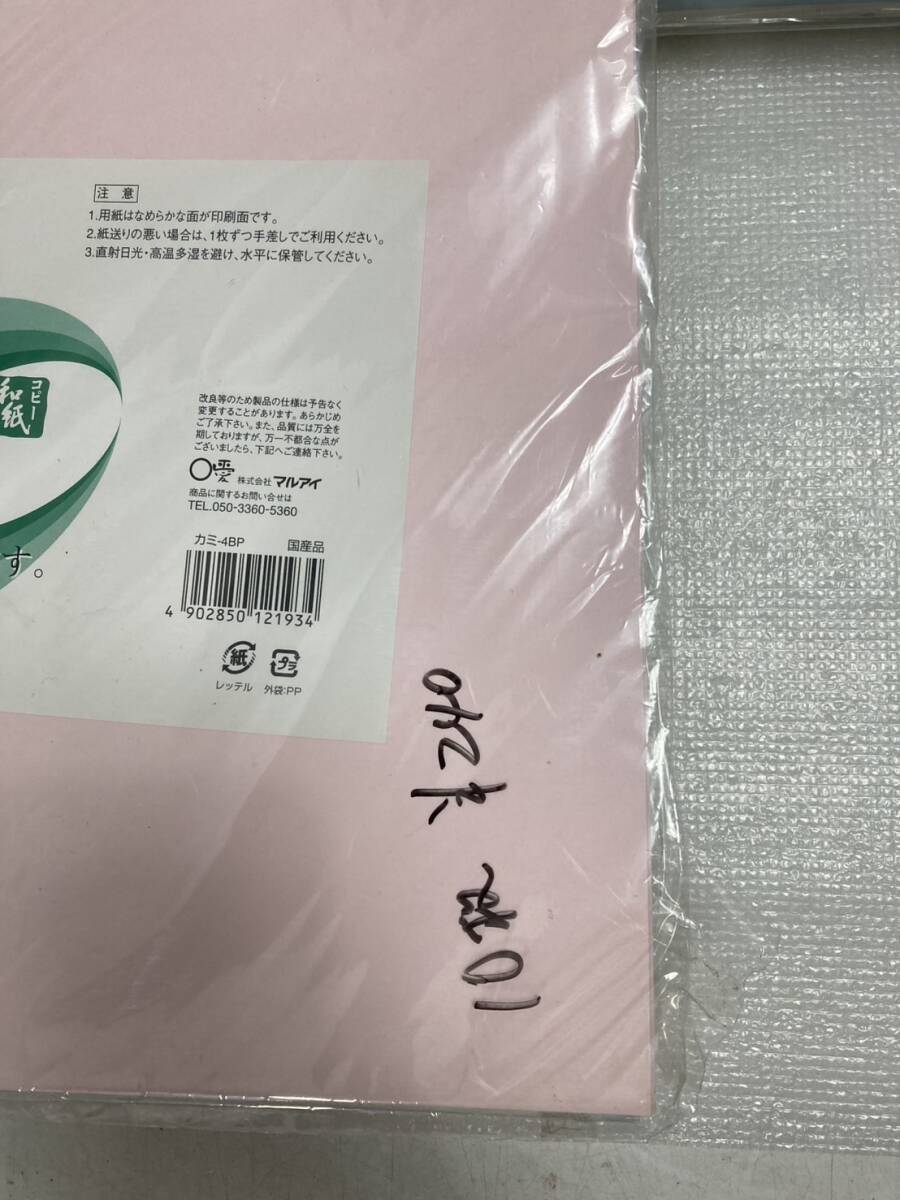 注 意
1.用紙はなめらかな面が印刷面です。
2.紙送りの悪い場合は、1枚ずつ手差しでご利用ください。
3.直射日光・高温多湿を避け、水平に保管してください。
コピー
和紙
す。
改良等のため製品の仕様は予告なく
変更することがあります。あらかじめ
ご了承下さい。また、品質には万全を
期しておりますが、万一不都合な点が
ございましたら、下記へご連絡下さい。
愛 株式会社 マルアイ
商品に関するお問い合せは
TEL.050-3360-5360
カミ-4BP 国産品
4 902850 121934
紙 プラ
レッテル 外袋:PP